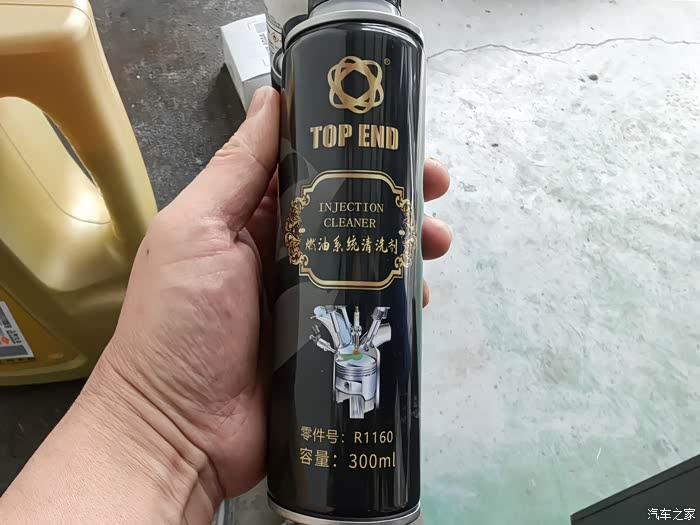 TOP END
®
INJECTION
CLEANER
燃油系统清洗剂
零件号：R1160
容量：300ml
汽车之家